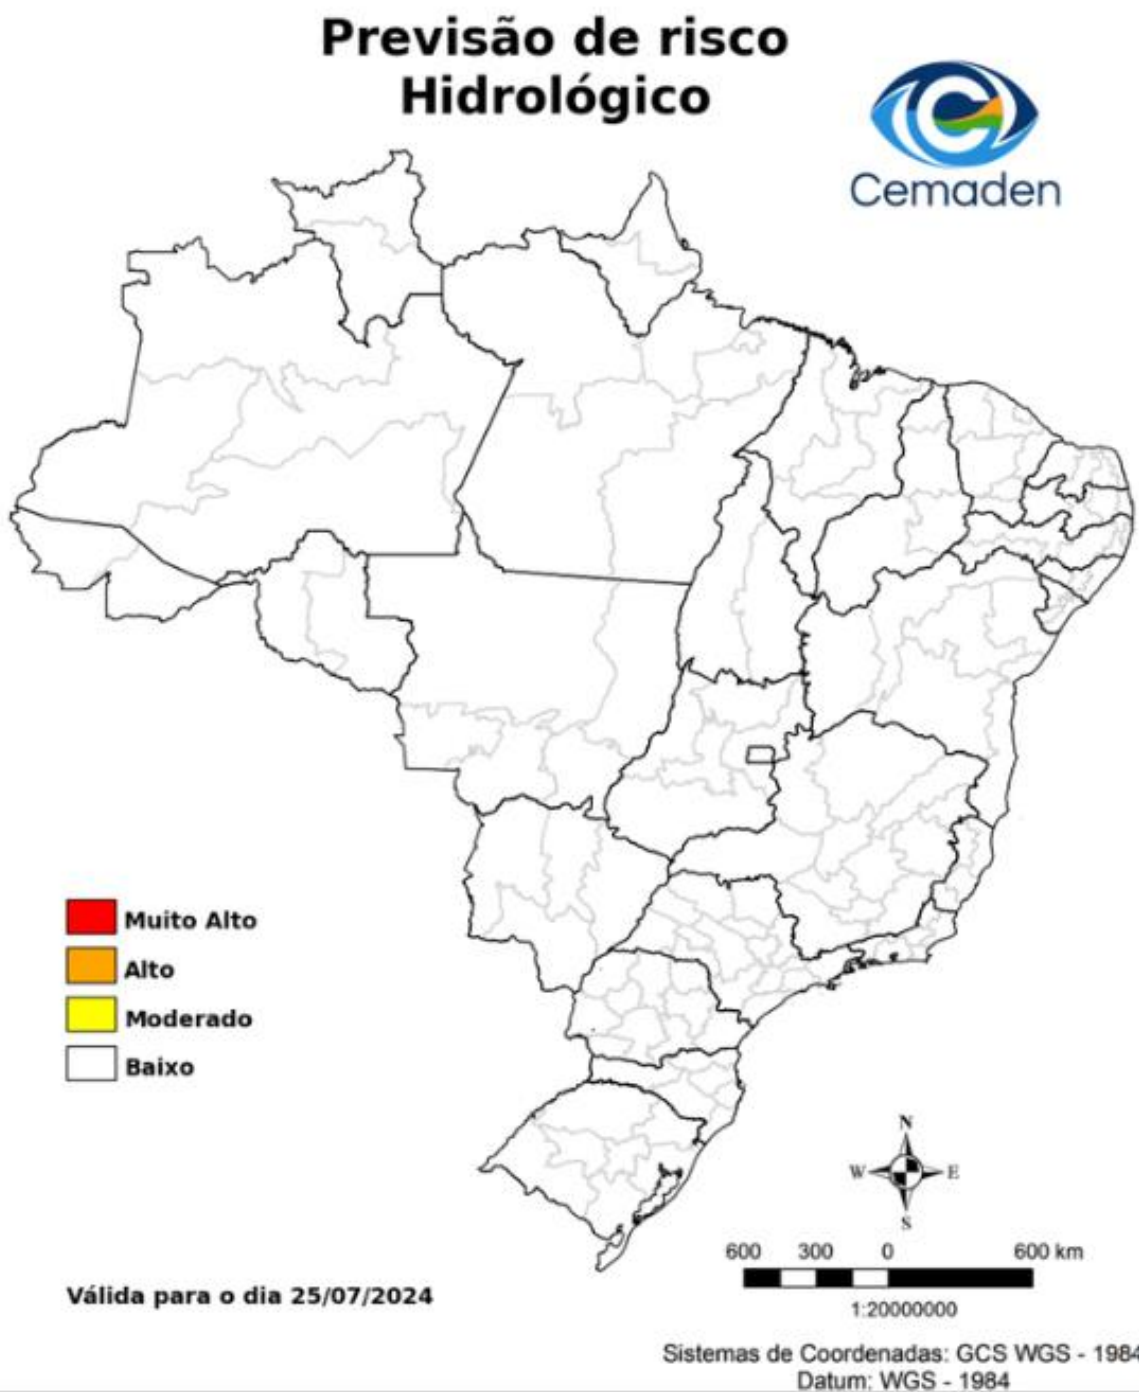 Previsão de risco
Hidrológico
Cemaden
Muito Alto
Alto
Moderado
Baixo
N
W
E
S
600 300 0 600 km
1:20000000
Válida para o dia 25/07/2024
Sistemas de Coordenadas: GCS WGS - 1984
Datum: WGS - 1984